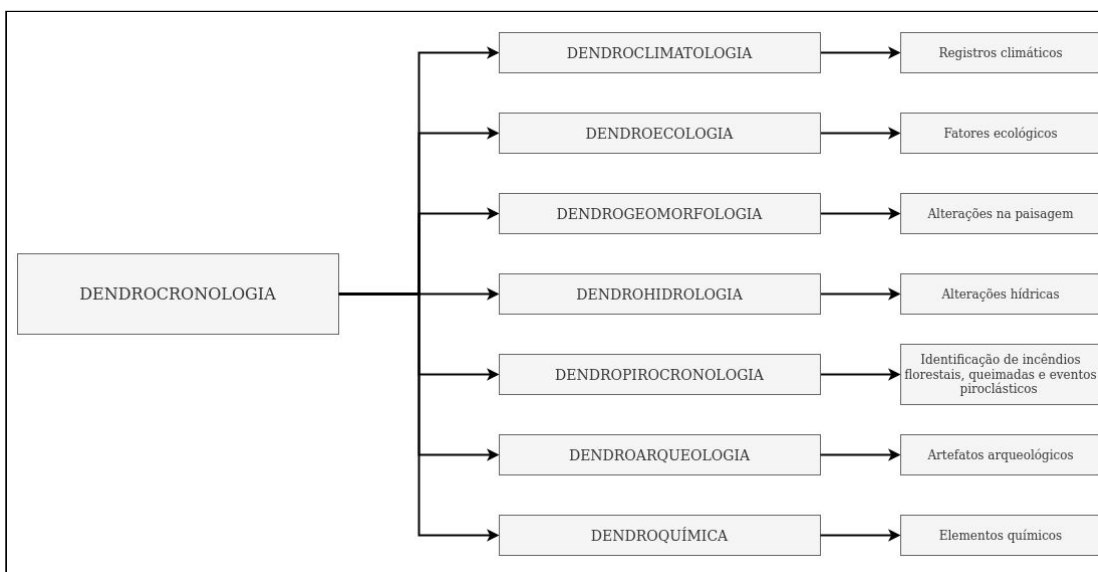 DENDROCRONOLOGIA
DENDROCLIMATOLOGIA
Registros climáticos
DENDROECOLOGIA
Fatores ecológicos
DENDROGEOMORFOLOGIA
Alterações na paisagem
DENDROHIDROLOGIA
Alterações hídricas
DENDROPIROCRONOLOGIA
Identificação de incêndios
florestais, queimadas e eventos
piroclásticos
DENDROARQUEOLOGIA
Artefatos arqueológicos
DENDROQUÍMICA
Elementos químicos